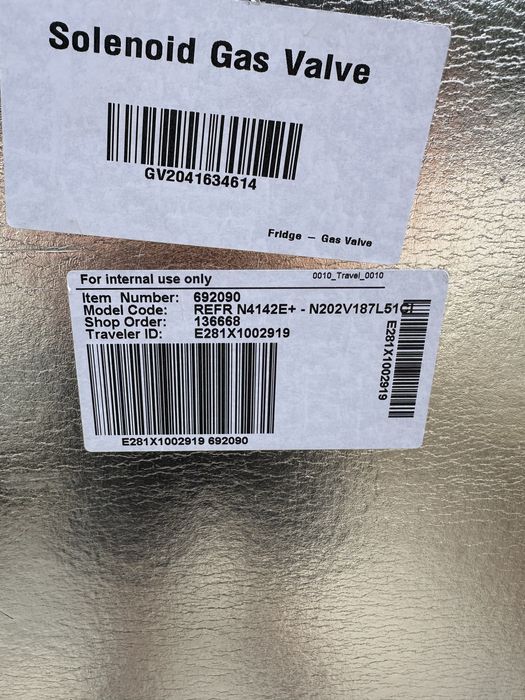 Solenoid Gas Valve
GV2041634614
Fridge – Gas Valve
For internal use only 0010_Travel_0010
Item Number: 692090
Model Code: REFR N4142E+ - N202V187L51CI
Shop Order: 136668
Traveler ID: E281X1002919
E281X1002919
E281X1002919 692090